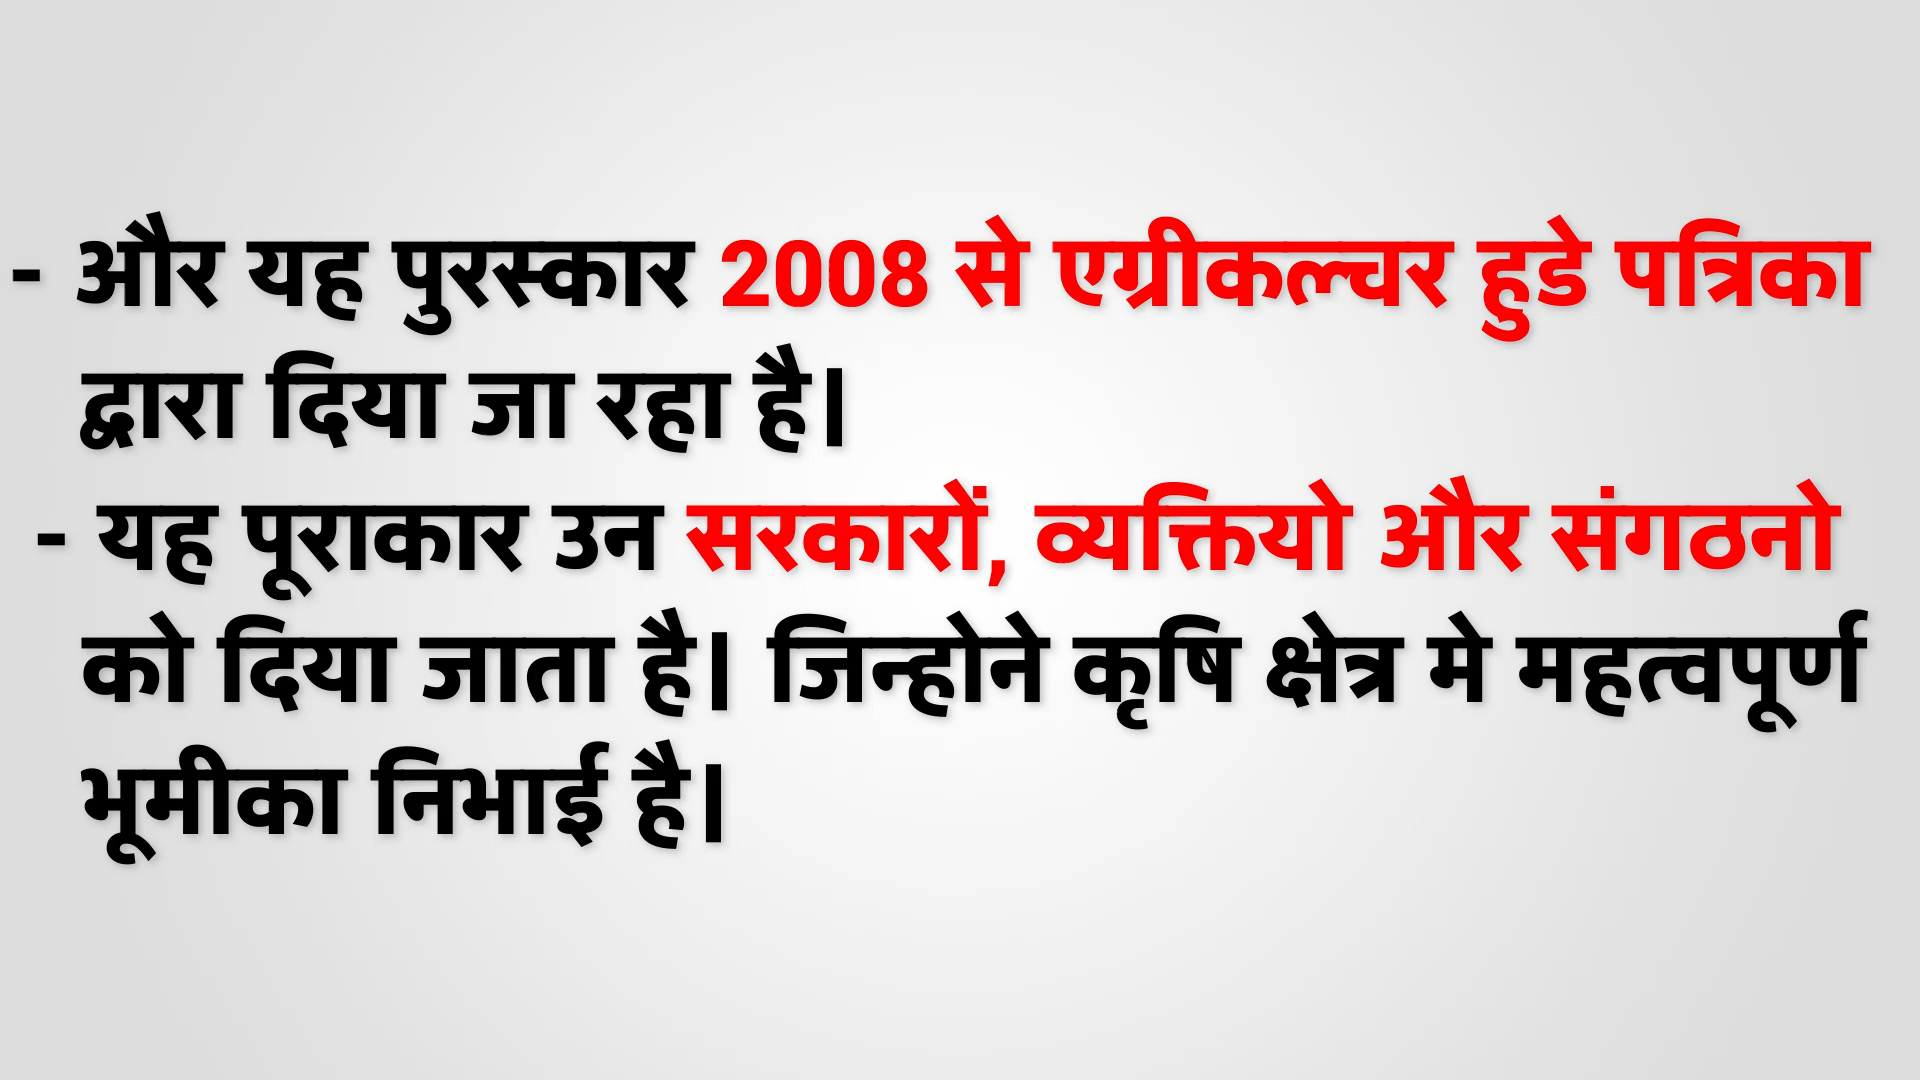 - और यह पुरस्कार 2008 से एग्रीकल्चर हुडे पत्रिका
द्वारा दिया जा रहा है।
- यह पूराकार उन सरकारों, व्यक्तियो और संगठनो
को दिया जाता है। जिन्होने कृषि क्षेत्र मे महत्वपूर्ण
भूमीका निभाई है।